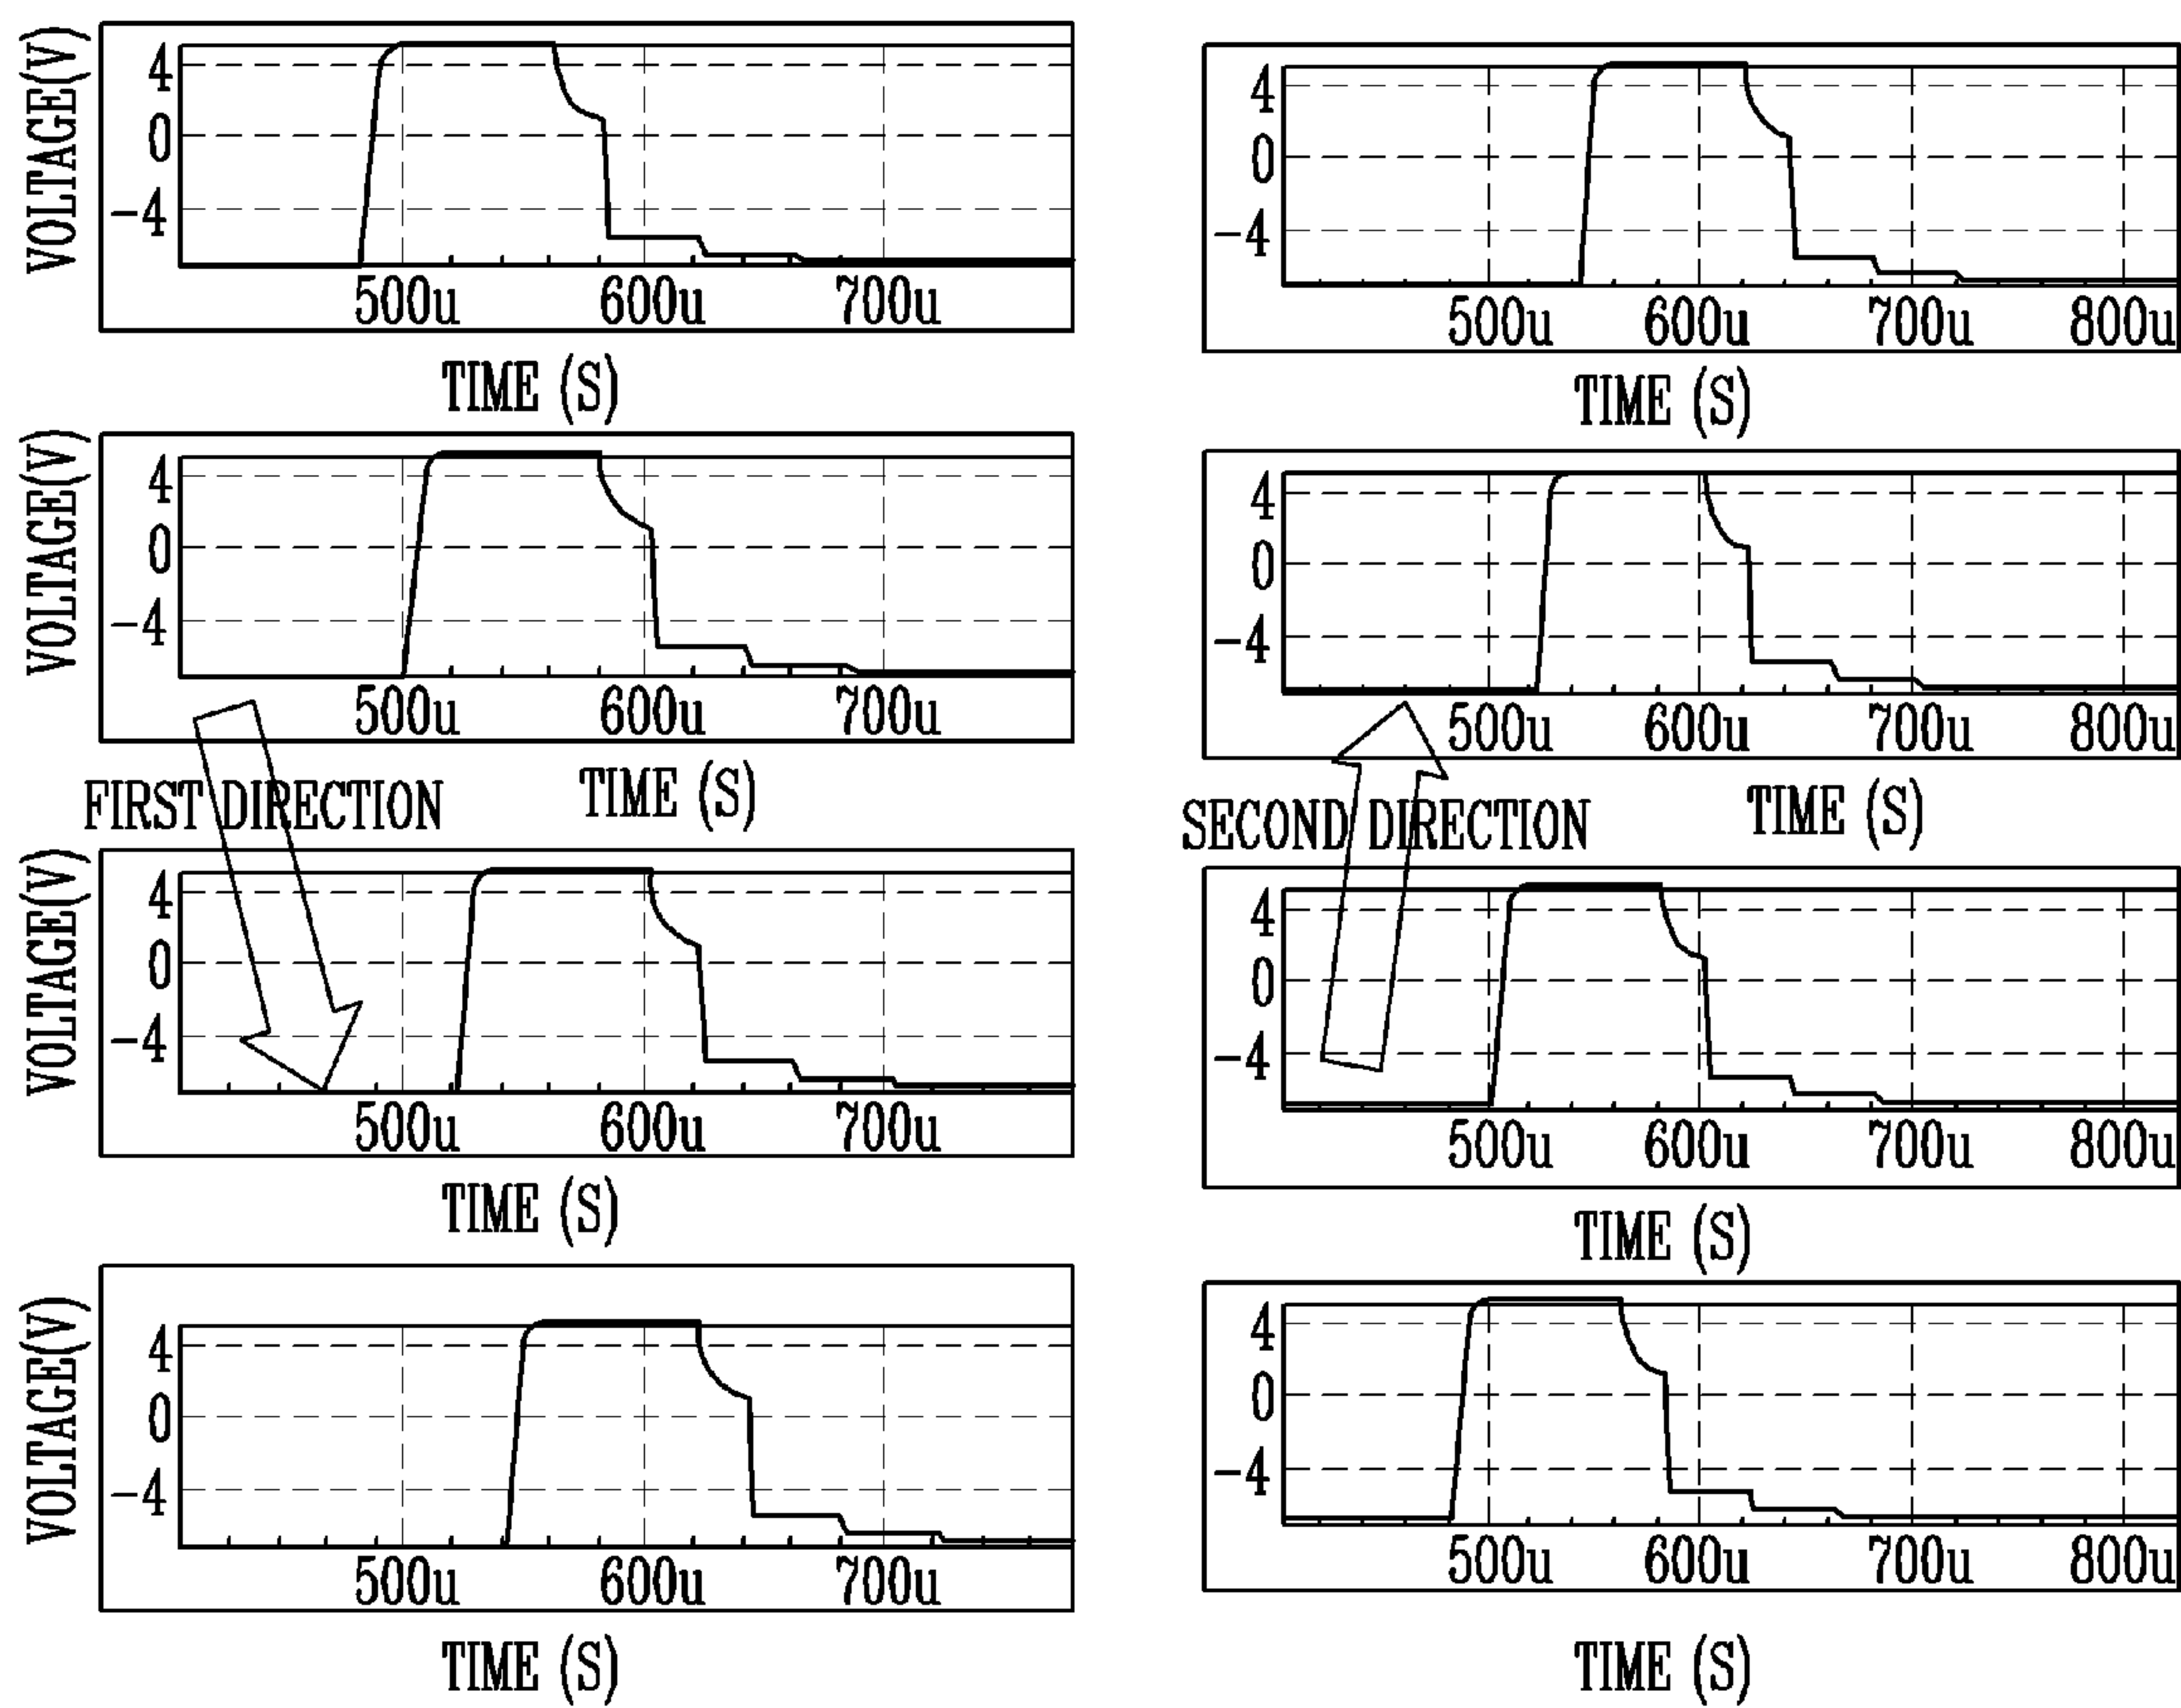 VOLTAGE(V)
4
0
-4
500u 600u 700u
TIME (S)
VOLTAGE(V)
4
0
-4
500u 600u 700u
TIME (S)
FIRST DIRECTION
VOLTAGE(V)
4
0
-4
500u 600u 700u
TIME (S)
VOLTAGE(V)
4
0
-4
500u 600u 700u
TIME (S)
4
0
-4
500u 600u 700u 800u
TIME (S)
4
0
-4
500u 600u 700u 800u
TIME (S)
SECOND DIRECTION
4
0
-4
500u 600u 700u 800u
TIME (S)
4
0
-4
500u 600u 700u 800u
TIME (S)